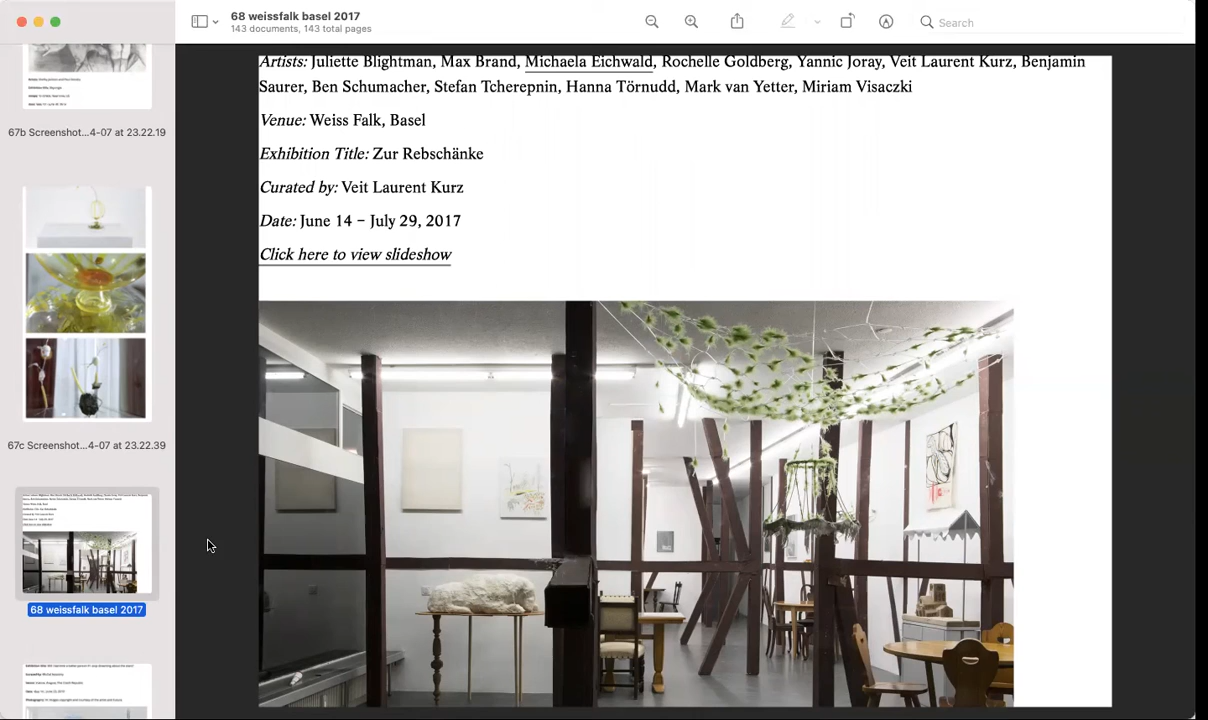 68 weissfalk basel 2017
143 documents, 143 total pages
Search
67b Screenshot...4-07 at 23.22.19
67c Screenshot...4-07 at 23.22.39
68 weissfalk basel 2017
Artists: Juliette Blightman, Max Brand, Michaela Eichwald, Rochelle Goldberg, Yannic Joray, Veit Laurent Kurz, Benjamin
Saurer, Ben Schumacher, Stefan Tcherepnin, Hanna Törnudd, Mark van Yetter, Miriam Visaczki
Venue: Weiss Falk, Basel
Exhibition Title: Zur Rebschänke
Curated by: Veit Laurent Kurz
Date: June 14 – July 29, 2017
Click here to view slideshow